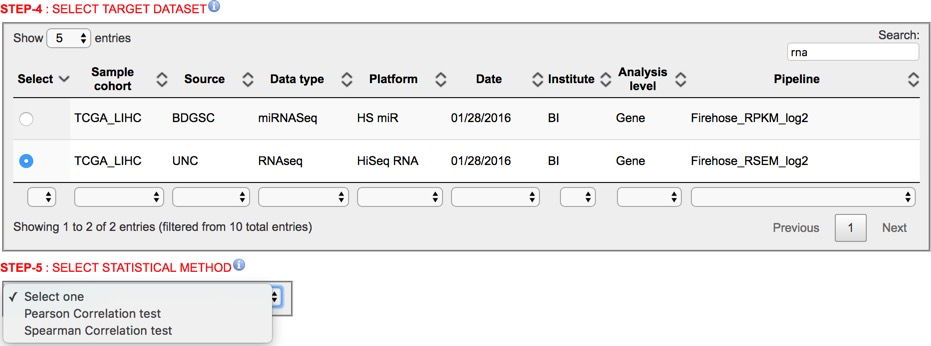 STEP-4 : SELECT TARGET DATASET i
Show 5 entries
Search:
rna
Select Sample cohort Source Data type Platform Date Institute Analysis level Pipeline
TCGA_LIHC BDGSC miRNASeq HS miR 01/28/2016 BI Gene Firehose_RPKM_log2
TCGA_LIHC UNC RNAseq HiSeq RNA 01/28/2016 BI Gene Firehose_RSEM_log2
Showing 1 to 2 of 2 entries (filtered from 10 total entries)
Previous 1 Next
STEP-5 : SELECT STATISTICAL METHOD i
✓ Select one
Pearson Correlation test
Spearman Correlation test